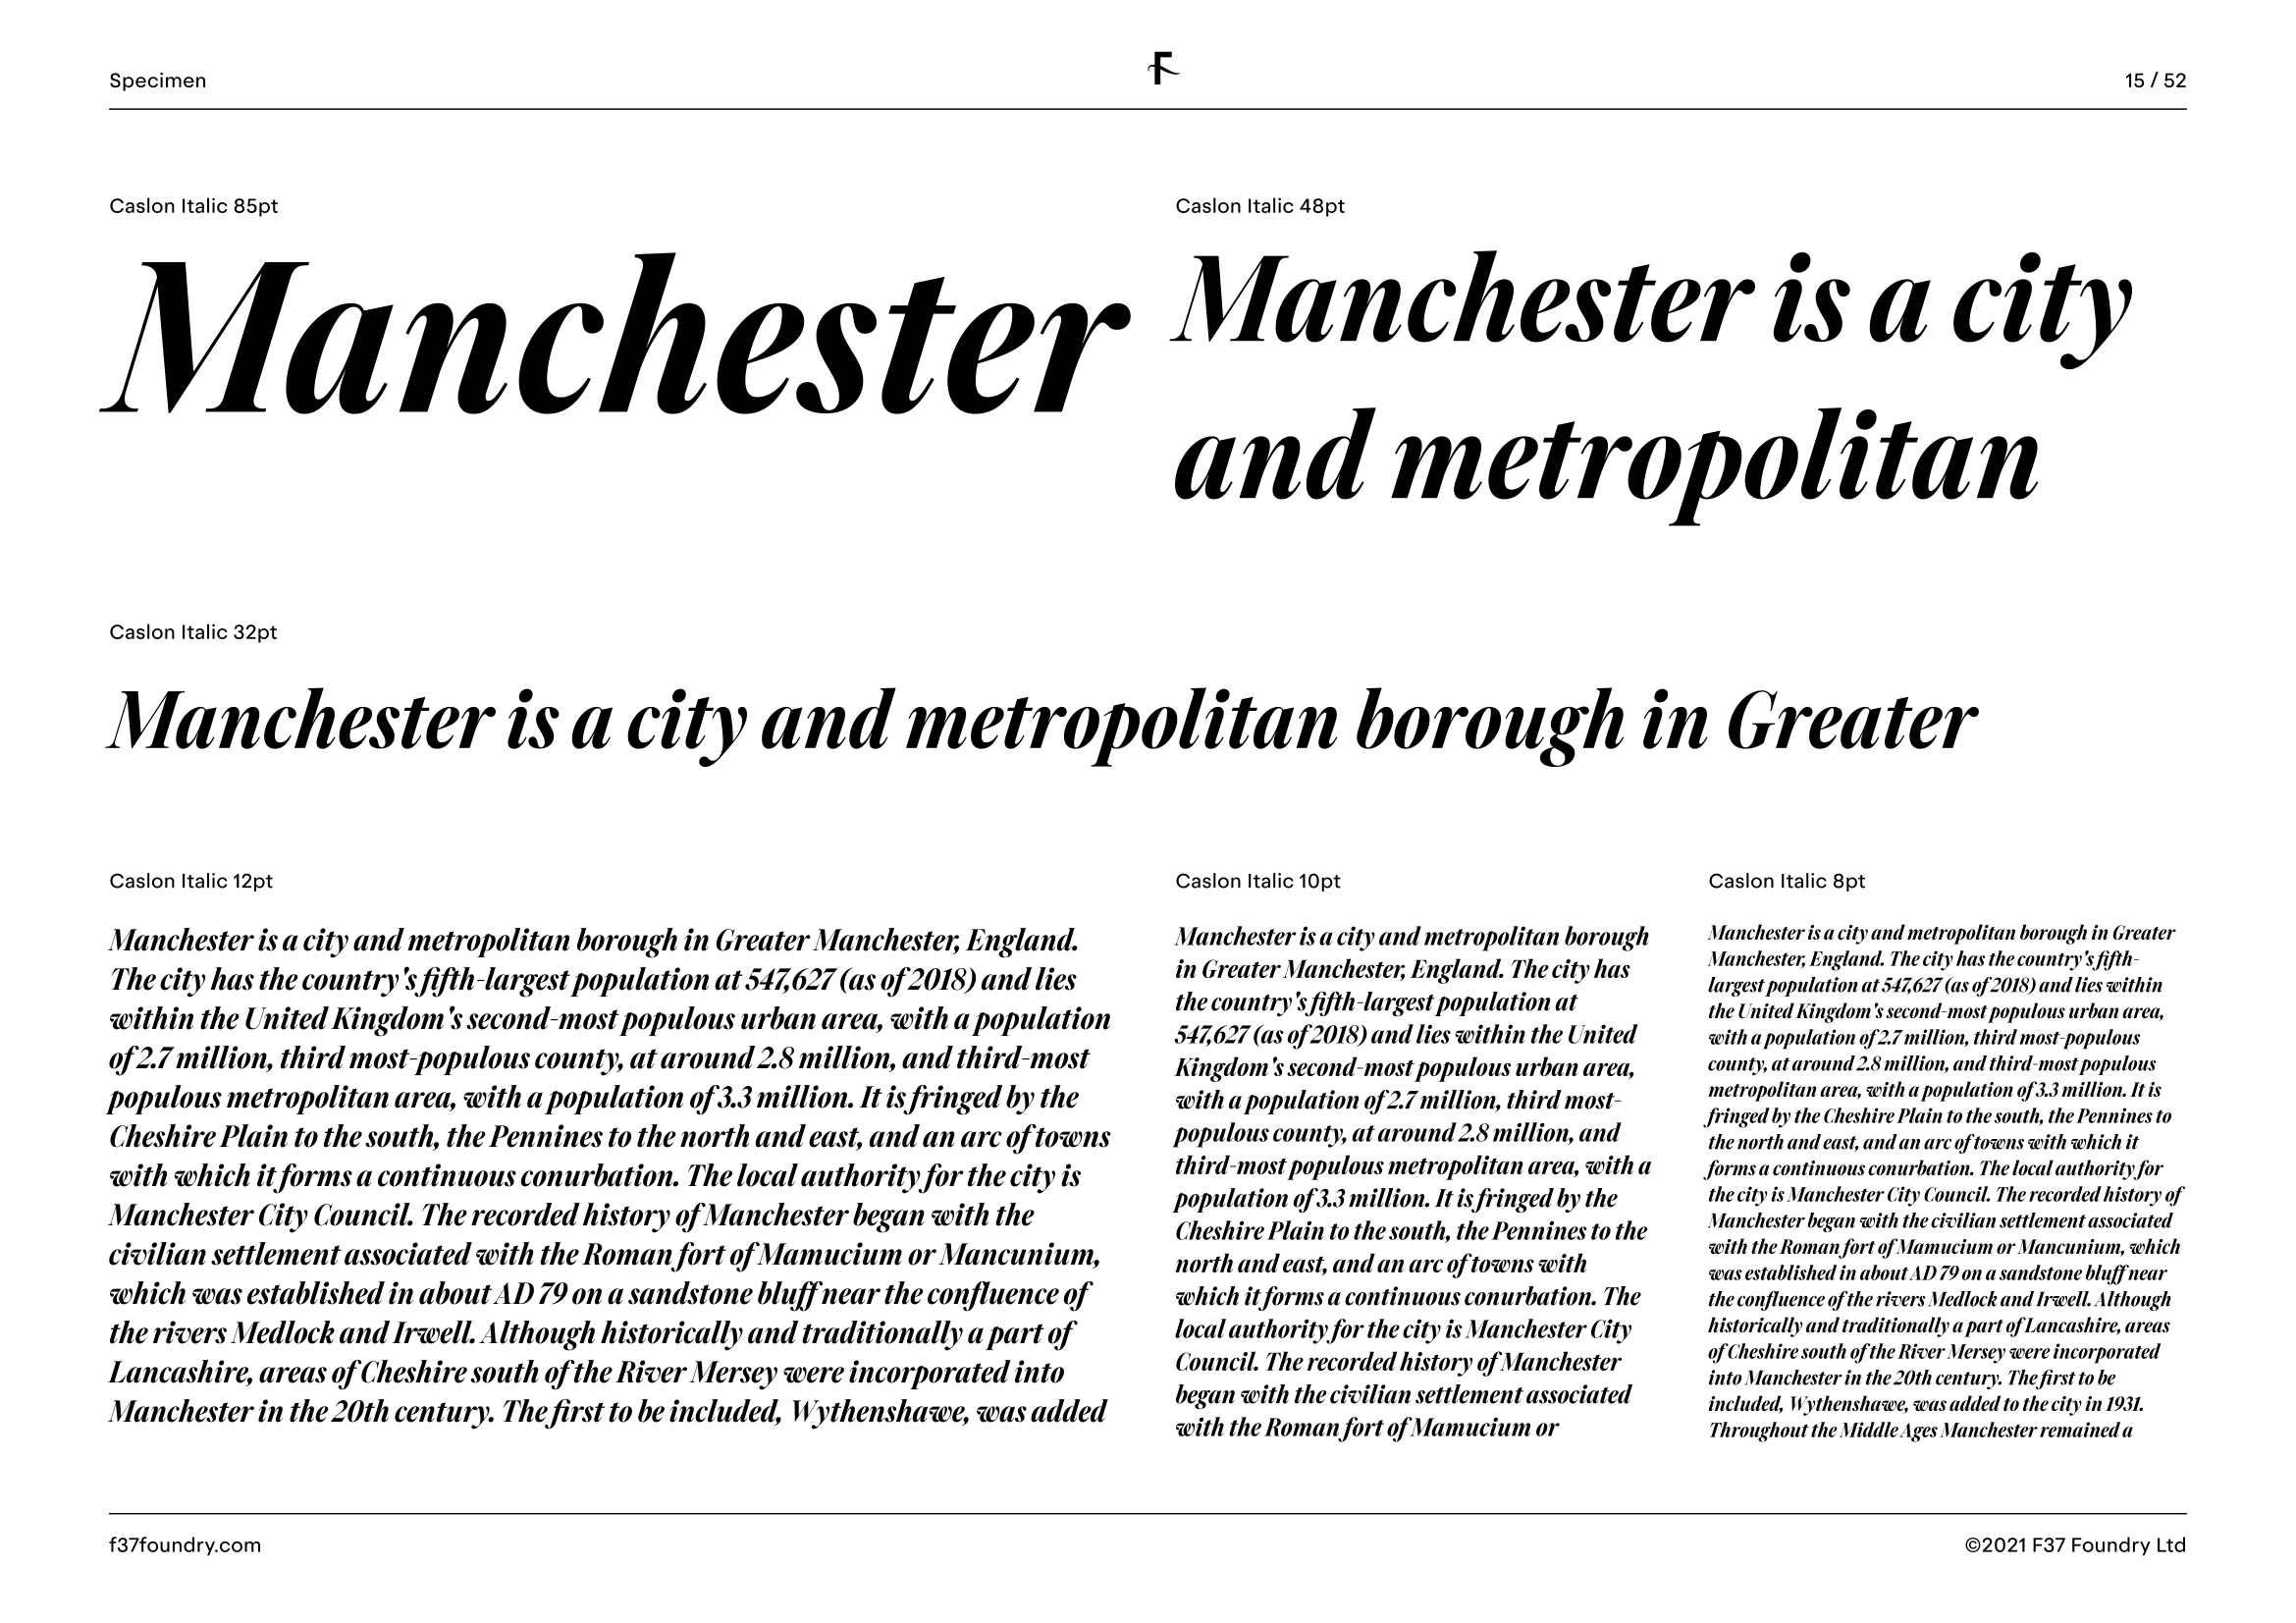 Specimen
F
15 / 52
Caslon Italic 85pt
Manchester
Caslon Italic 48pt
Manchester is a city
and metropolitan
Caslon Italic 32pt
Manchester is a city and metropolitan borough in Greater
Caslon Italic 12pt
Manchester is a city and metropolitan borough in Greater Manchester, England.
The city has the country's fifth-largest population at 547,627 (as of 2018) and lies
within the United Kingdom's second-most populous urban area, with a population
of 2.7 million, third most-populous county, at around 2.8 million, and third-most
populous metropolitan area, with a population of 3.3 million. It is fringed by the
Cheshire Plain to the south, the Pennines to the north and east, and an arc of towns
with which it forms a continuous conurbation. The local authority for the city is
Manchester City Council. The recorded history of Manchester began with the
civilian settlement associated with the Roman fort of Mamucium or Mancunium,
which was established in about AD 79 on a sandstone bluff near the confluence of
the rivers Medlock and Irwell. Although historically and traditionally a part of
Lancashire, areas of Cheshire south of the River Mersey were incorporated into
Manchester in the 20th century. The first to be included, Wythenshawe, was added
Caslon Italic 10pt
Manchester is a city and metropolitan borough
in Greater Manchester, England. The city has
the country's fifth-largest population at
547,627 (as of 2018) and lies within the United
Kingdom's second-most populous urban area,
with a population of 2.7 million, third most-
populous county, at around 2.8 million, and
third-most populous metropolitan area, with a
population of 3.3 million. It is fringed by the
Cheshire Plain to the south, the Pennines to the
north and east, and an arc of towns with
which it forms a continuous conurbation. The
local authority for the city is Manchester City
Council. The recorded history of Manchester
began with the civilian settlement associated
with the Roman fort of Mamucium or
Caslon Italic 8pt
Manchester is a city and metropolitan borough in Greater
Manchester, England. The city has the country's fifth-
largest population at 547,627 (as of 2018) and lies within
the United Kingdom's second-most populous urban area,
with a population of 2.7 million, third most-populous
county, at around 2.8 million, and third-most populous
metropolitan area, with a population of 3.3 million. It is
fringed by the Cheshire Plain to the south, the Pennines to
the north and east, and an arc of towns with which it
forms a continuous conurbation. The local authority for
the city is Manchester City Council. The recorded history of
Manchester began with the civilian settlement associated
with the Roman fort of Mamucium or Mancunium, which
was established in about AD 79 on a sandstone bluff near
the confluence of the rivers Medlock and Irwell. Although
historically and traditionally a part of Lancashire, areas
of Cheshire south of the River Mersey were incorporated
into Manchester in the 20th century. The first to be
included, Wythenshawe, was added to the city in 1931.
Throughout the Middle Ages Manchester remained a
f37foundry.com
©2021 F37 Foundry Ltd